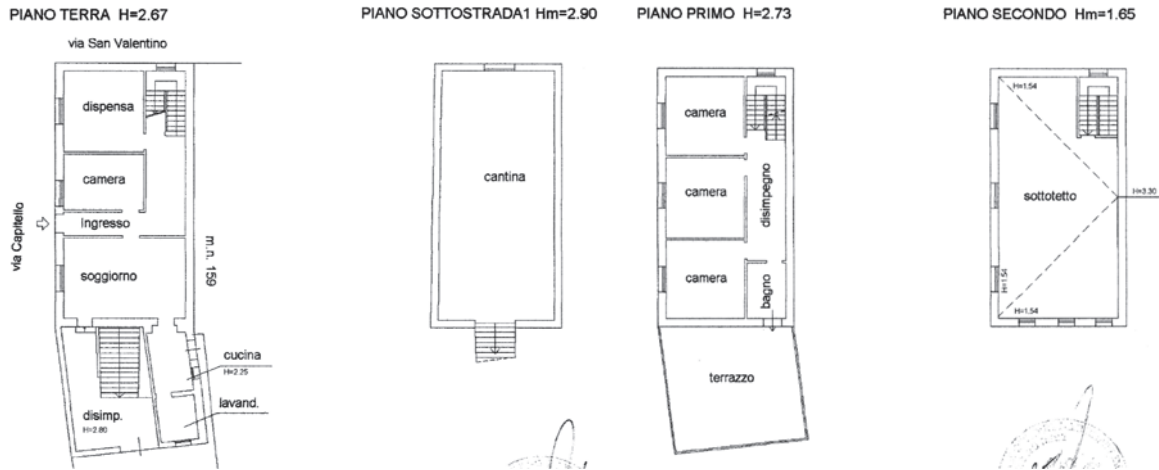 PIANO TERRA H=2.67
via San Valentino
dispensa
camera
Ingresso
via Capitello
m.n. 159
soggiorno
cucina
H=2.25
lavand.
disimp.
H=2.80
PIANO SOTTOSTRADA1 Hm=2.90
cantina
PIANO PRIMO H=2.73
camera
camera
disimpegno
camera
bagno
terrazzo
PIANO SECONDO Hm=1.65
H=1.54
sottotetto
H=3.30
H=1.54
H=1.54